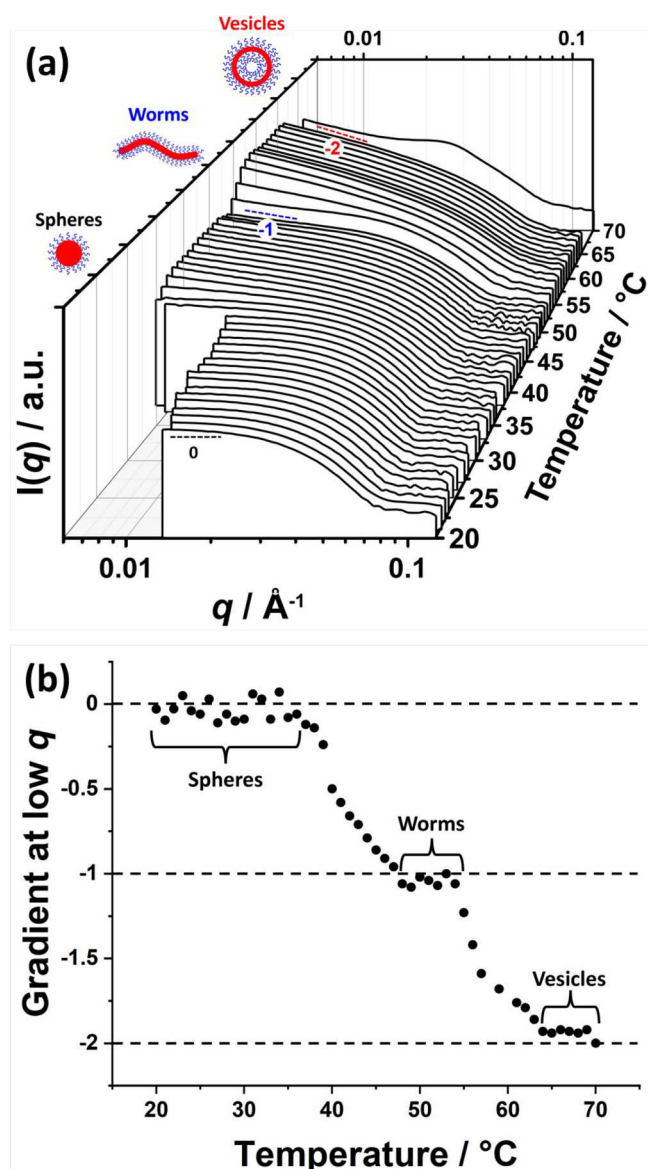 (a)
Vesicles
Worms
Spheres
0.01 0.1
-2
-1
0
70
65
60
55
50
45
40
35
30
25
20
Temperature / °C
I(q) / a.u.
0.01 0.1
q / Å⁻¹
(b)
0
-0.5
-1
-1.5
-2
Gradient at low q
Spheres
Worms
Vesicles
20 30 40 50 60 70
Temperature / °C